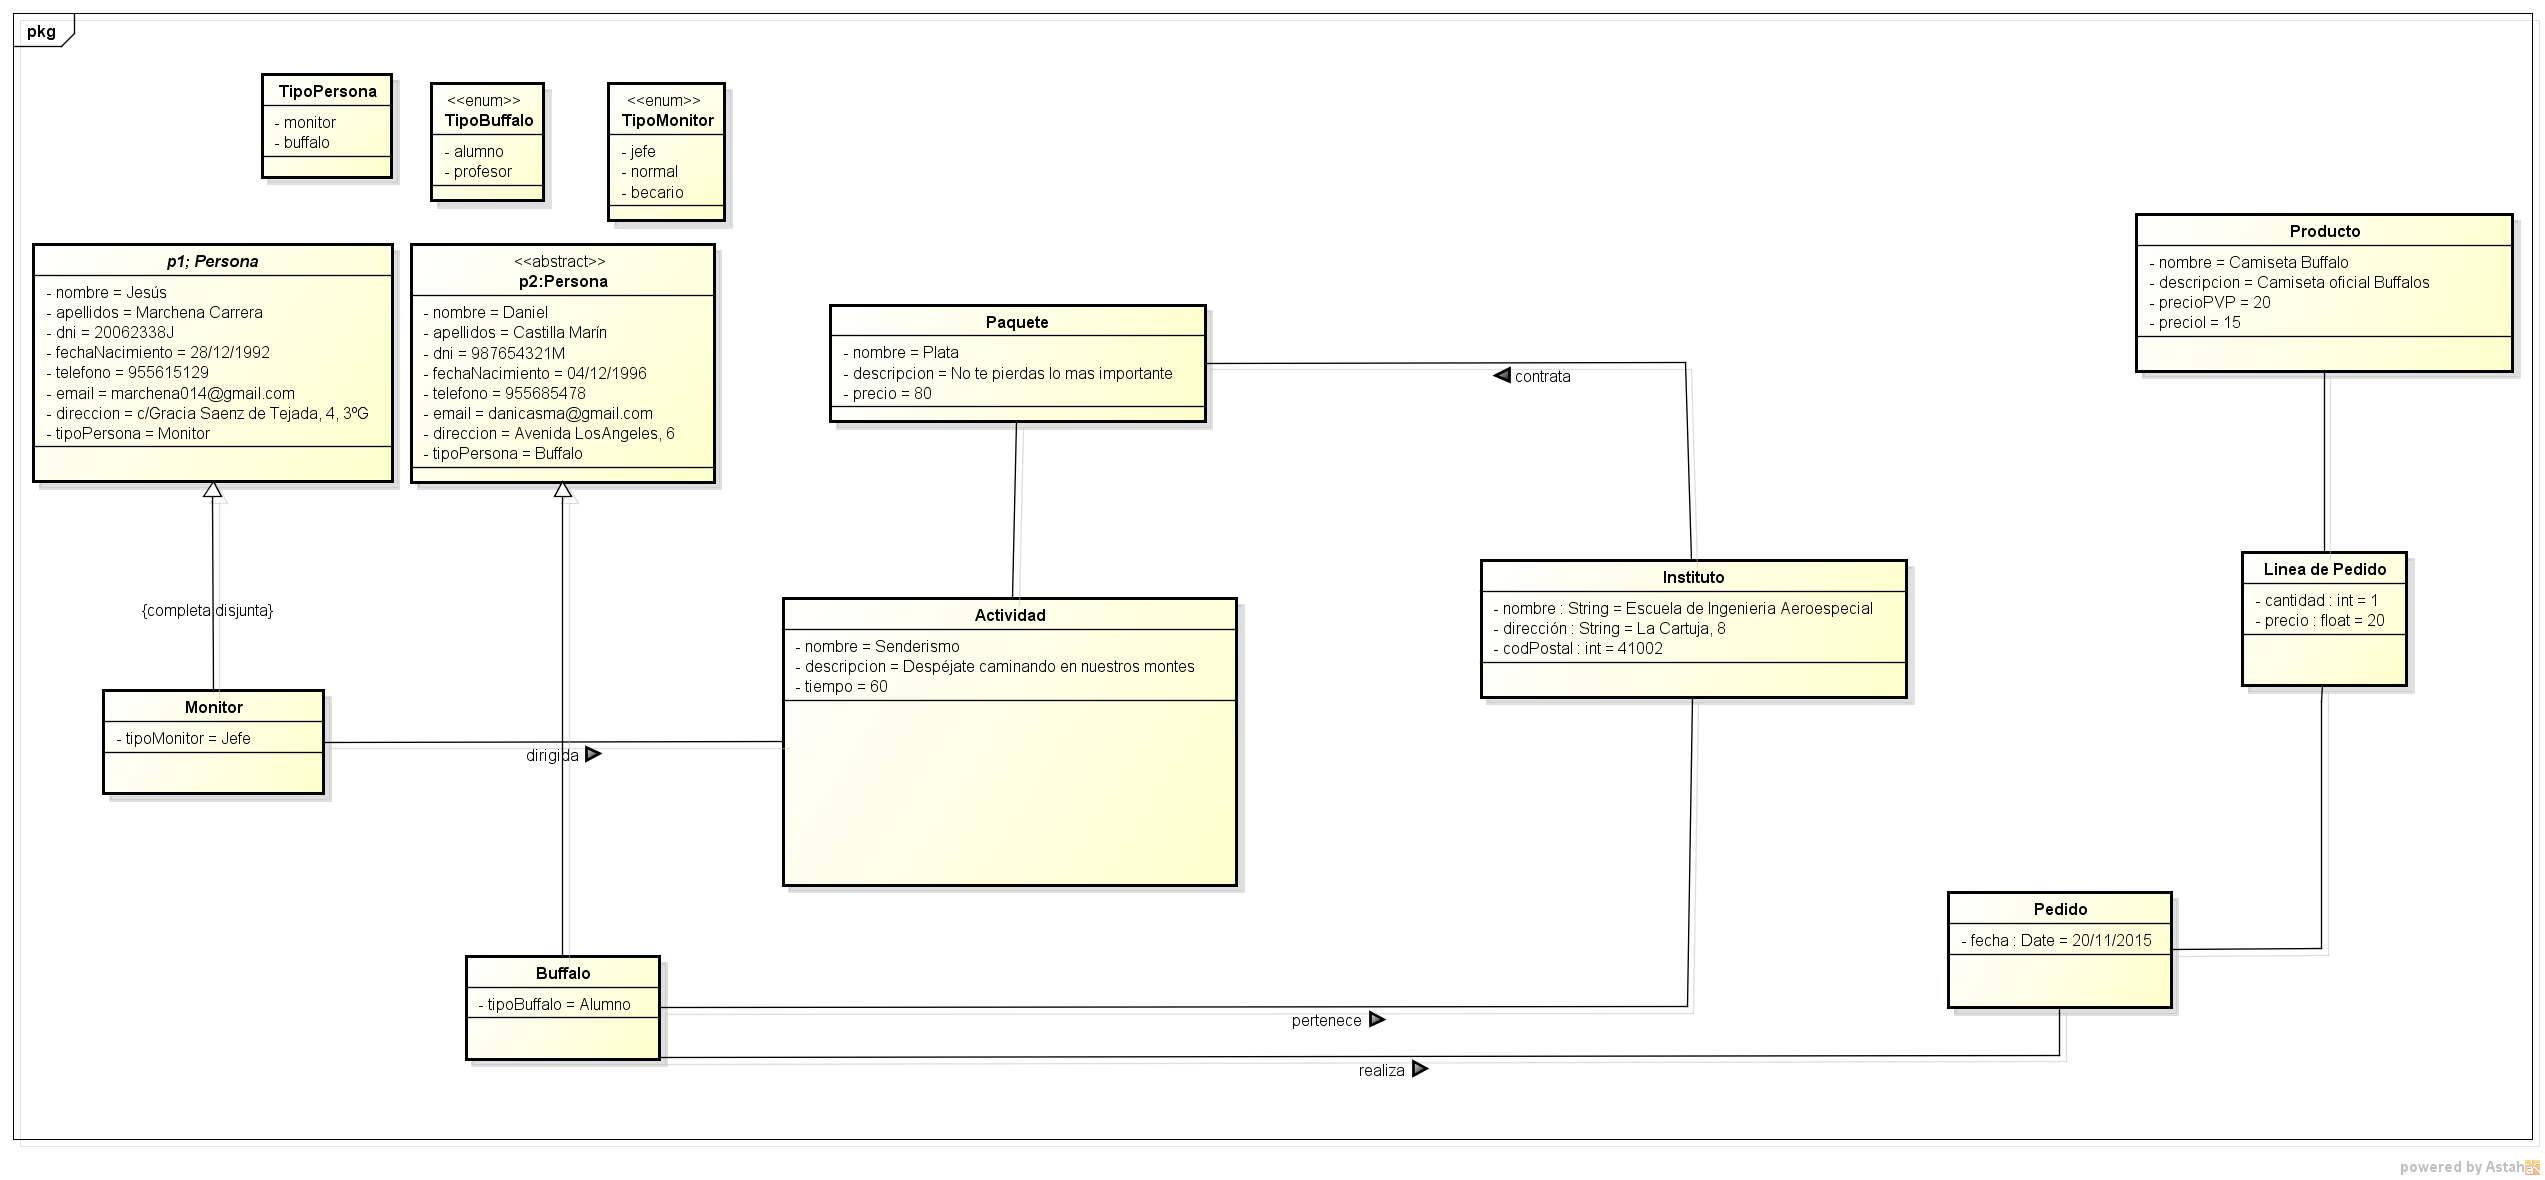 pkg
TipoPersona
- monitor
- buffalo
<<enum>>
TipoBuffalo
- alumno
- profesor
<<enum>>
TipoMonitor
- jefe
- normal
- becario
p1; Persona
- nombre = Jesús
- apellidos = Marchena Carrera
- dni = 20062338J
- fechaNacimiento = 28/12/1992
- telefono = 955615129
- email = marchena014@gmail.com
- direccion = c/Gracia Saenz de Tejada, 4, 3ºG
- tipoPersona = Monitor
<<abstract>>
p2:Persona
- nombre = Daniel
- apellidos = Castilla Marín
- dni = 987654321M
- fechaNacimiento = 04/12/1996
- telefono = 955685478
- email = danicasma@gmail.com
- direccion = Avenida LosAngeles, 6
- tipoPersona = Buffalo
Paquete
- nombre = Plata
- descripcion = No te pierdas lo mas importante
- precio = 80
contrata
Producto
- nombre = Camiseta Buffalo
- descripcion = Camiseta oficial Buffalos
- precioPVP = 20
- precioI = 15
{completa,disjunta}
Actividad
- nombre = Senderismo
- descripcion = Despéjate caminando en nuestros montes
- tiempo = 60
Instituto
- nombre : String = Escuela de Ingenieria Aeroespecial
- dirección : String = La Cartuja, 8
- codPostal : int = 41002
Linea de Pedido
- cantidad : int = 1
- precio : float = 20
Monitor
- tipoMonitor = Jefe
dirigida
Pedido
- fecha : Date = 20/11/2015
Buffalo
- tipoBuffalo = Alumno
pertenece
realiza
powered by Astah